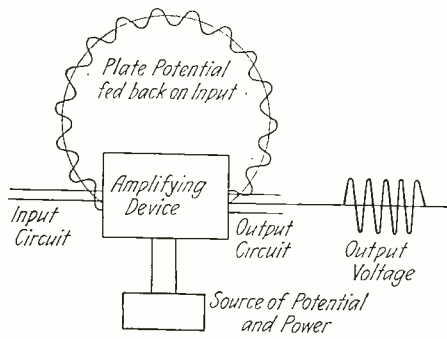 Plate Potential
fed back on Input
Amplifying
Device
Input
Circuit
Output
Circuit
Output
Voltage
Source of Potential
and Power